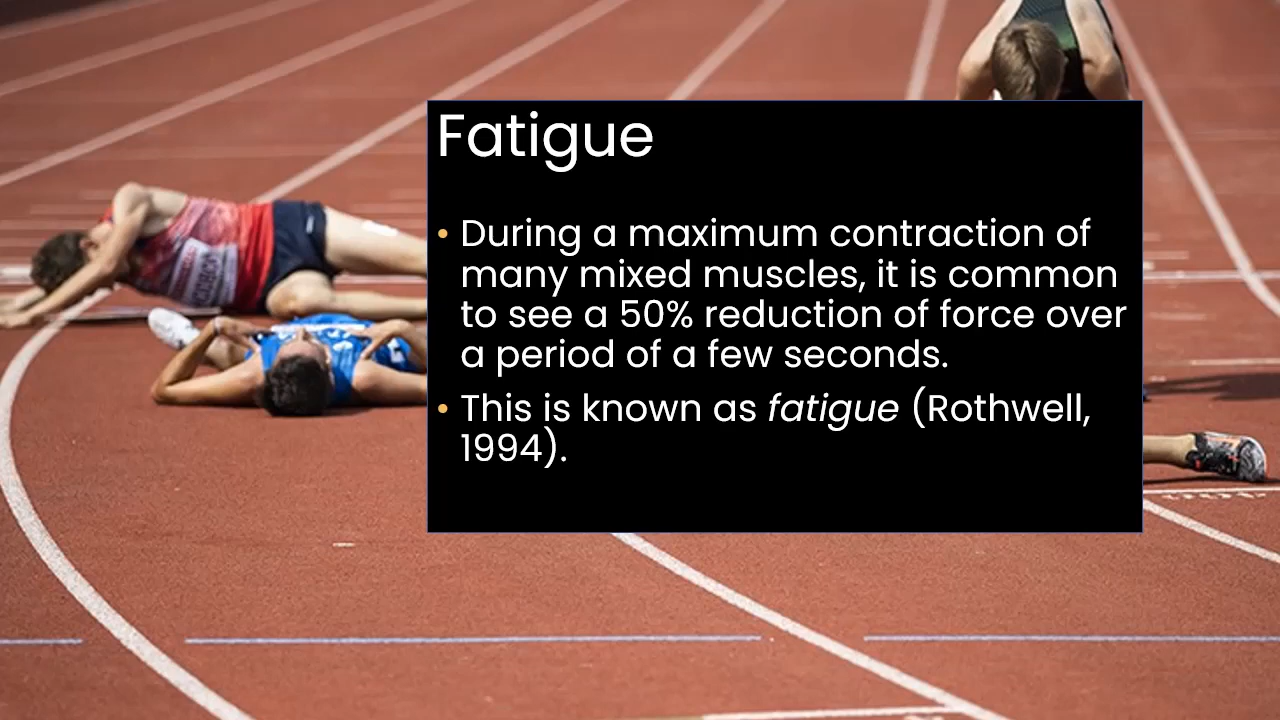 Fatigue
• During a maximum contraction of
many mixed muscles, it is common
to see a 50% reduction of force over
a period of a few seconds.
• This is known as fatigue (Rothwell,
1994).